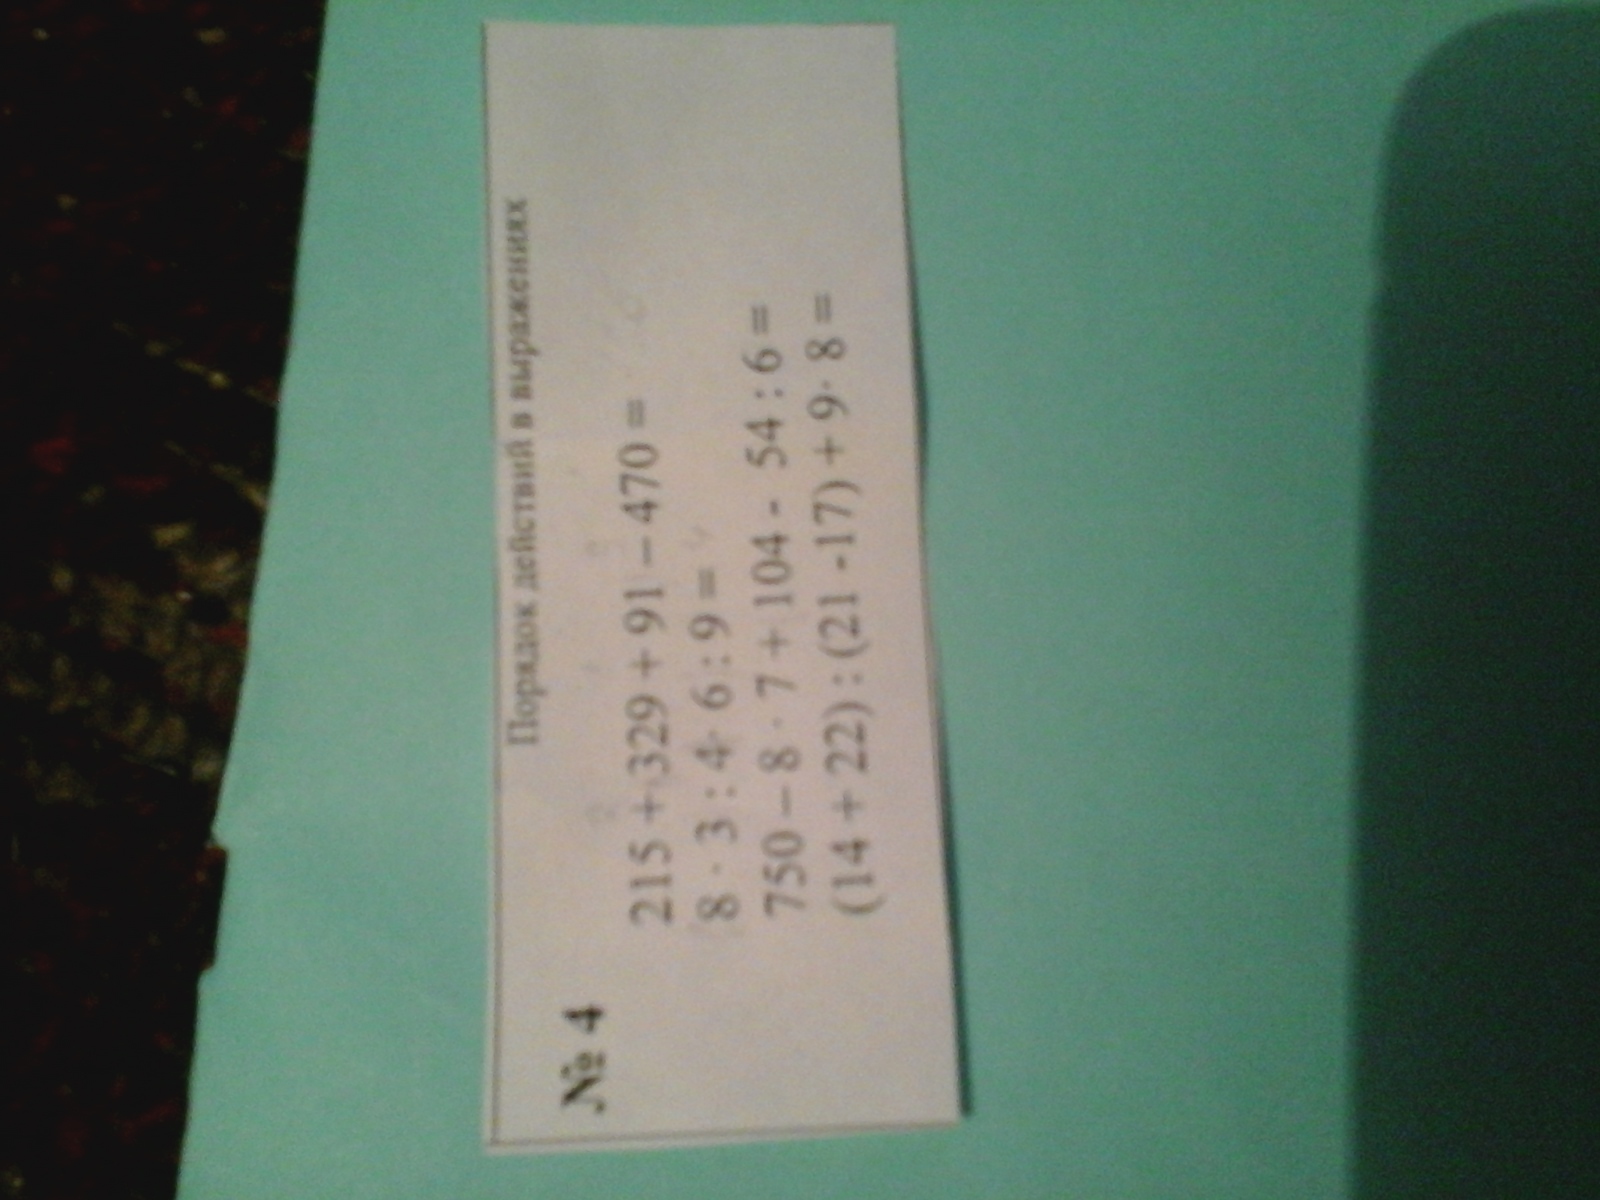 Порядок действий в выражениях
№ 4
215 + 329 + 91 – 470 =
8 · 3 : 4· 6 : 9 =
750 – 8 · 7 + 104 - 54 : 6 =
(14 + 22) : (21 -17) + 9· 8 =